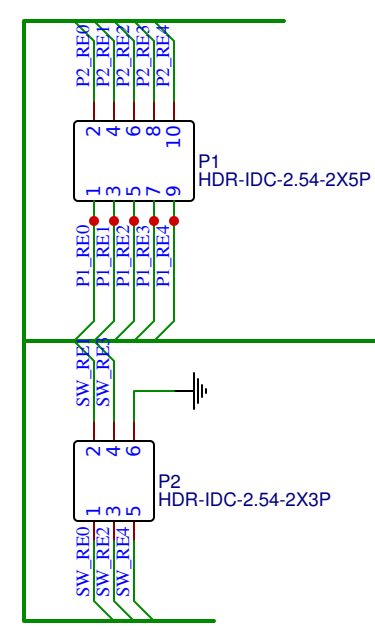 P2_RE0
P2_RE1
P2_RE2
P2_RE3
P2_RE4
2
4
6
8
10
P1
HDR-IDC-2.54-2X5P
1
3
5
7
9
P1_RE0
P1_RE1
P1_RE2
P1_RE3
P1_RE4
SW_RE1
SW_RE3
2
4
6
P2
HDR-IDC-2.54-2X3P
1
3
5
SW_RE0
SW_RE2
SW_RE4